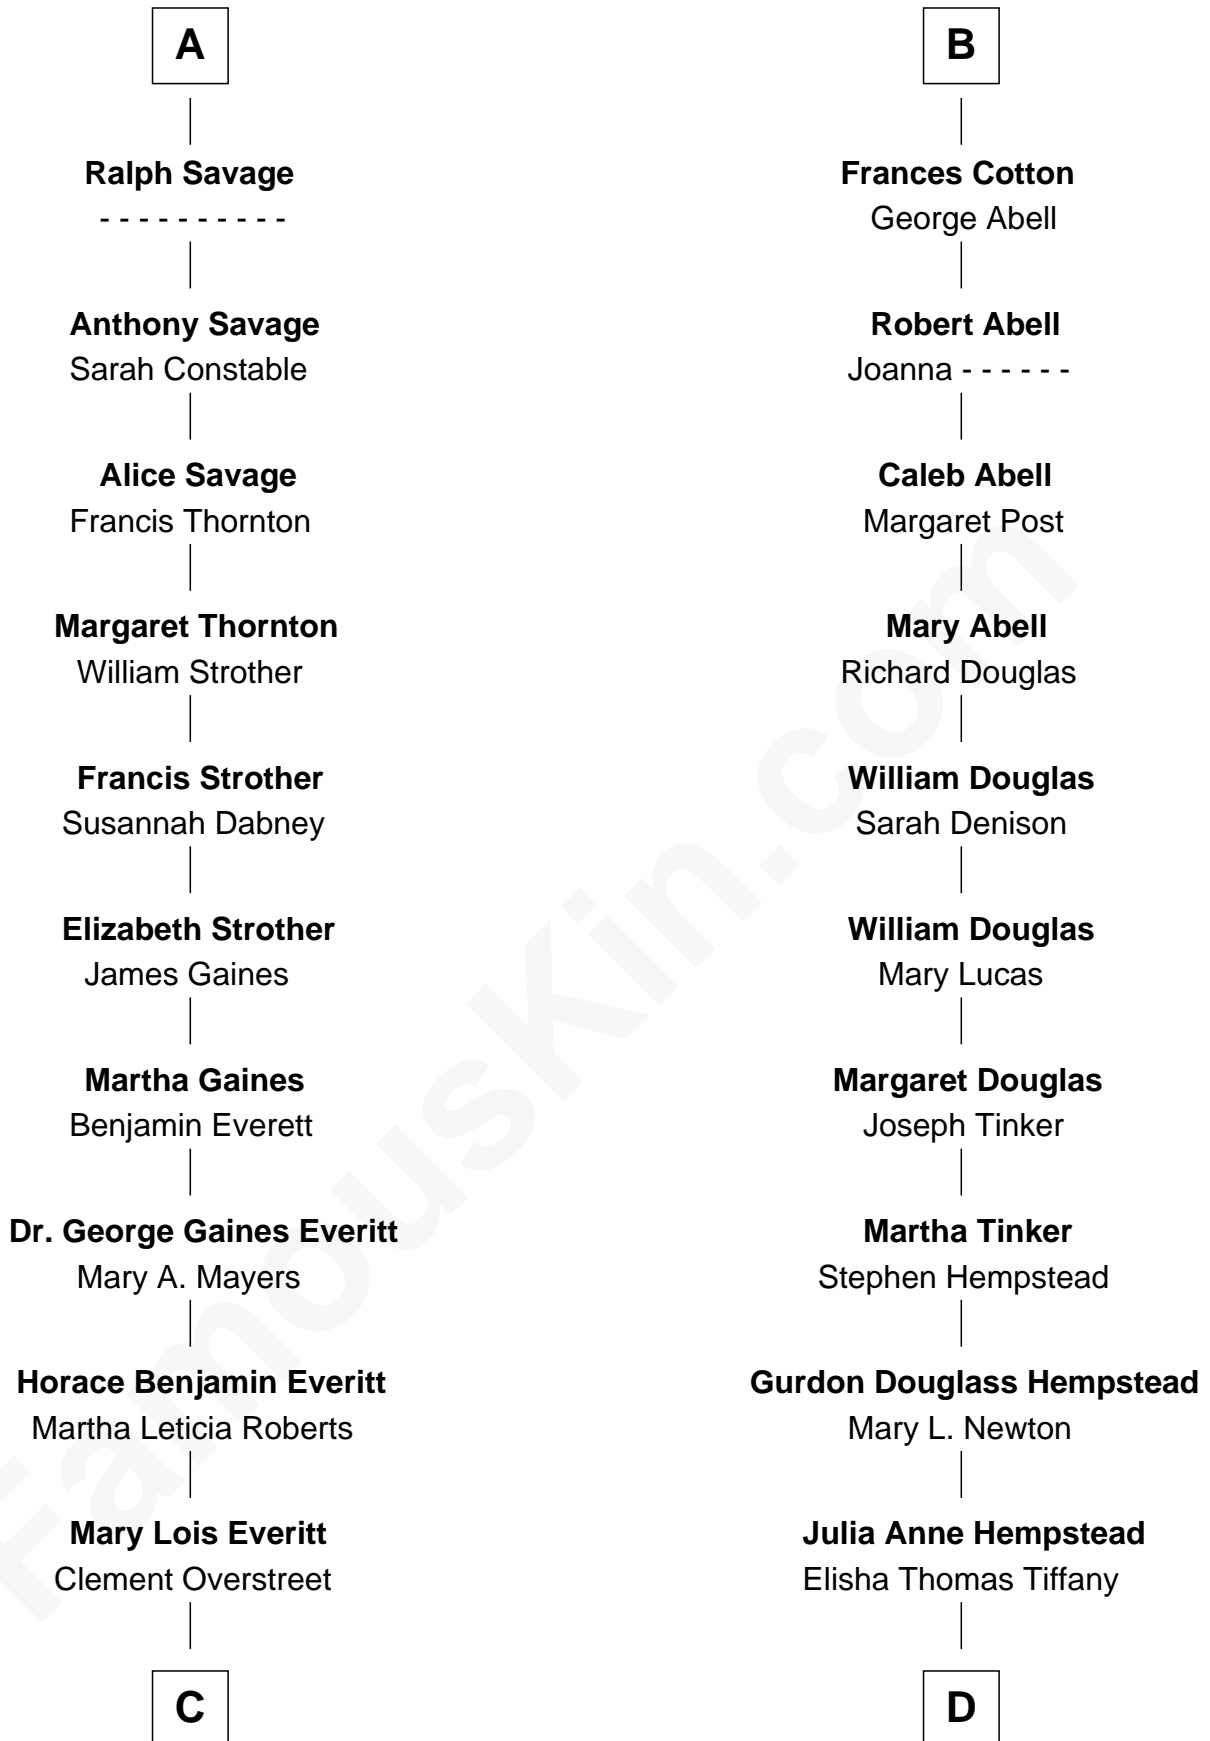 A
Ralph Savage
- - - - - - - - - -
Anthony Savage
Sarah Constable
Alice Savage
Francis Thornton
Margaret Thornton
William Strother
Francis Strother
Susannah Dabney
Elizabeth Strother
James Gaines
Martha Gaines
Benjamin Everett
Dr. George Gaines Everitt
Mary A. Mayers
Horace Benjamin Everitt
Martha Leticia Roberts
Mary Lois Everitt
Clement Overstreet
C
B
Frances Cotton
George Abell
Robert Abell
Joanna - - - - - -
Caleb Abell
Margaret Post
Mary Abell
Richard Douglas
William Douglas
Sarah Denison
William Douglas
Mary Lucas
Margaret Douglas
Joseph Tinker
Martha Tinker
Stephen Hempstead
Gurdon Douglass Hempstead
Mary L. Newton
Julia Anne Hempstead
Elisha Thomas Tiffany
D
FamousKin.com